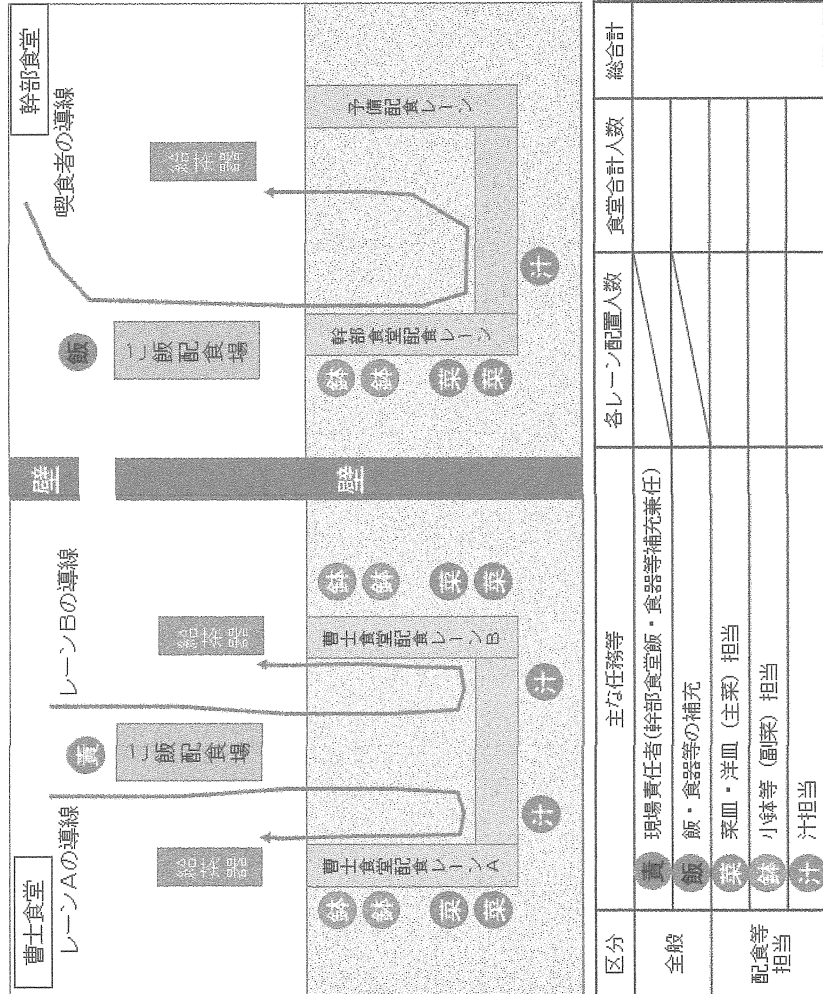 曹士食堂
幹部食堂
レーンAの導線
レーンBの導線
喫食者の導線
壁
壁
責
飯
ご飯配食場
ご飯配食場
給茶器
給茶器
給茶器
曹士食堂配食レーンA
曹士食堂配食レーンB
幹部食堂配食レーン
予備配食レーン
鉢
鉢
菜
菜
汁
汁
鉢
鉢
菜
菜
鉢
鉢
菜
菜
汁
区分 主な任務等 各レーン配置人数 食堂合計人数 総合計
全般
責 現場責任者(幹部食堂飯・食器等補充兼任)
飯 飯・食器等の補充
配食等
担当
菜 菜皿・洋皿(主菜)担当
鉢 小鉢等(副菜)担当
汁 汁担当